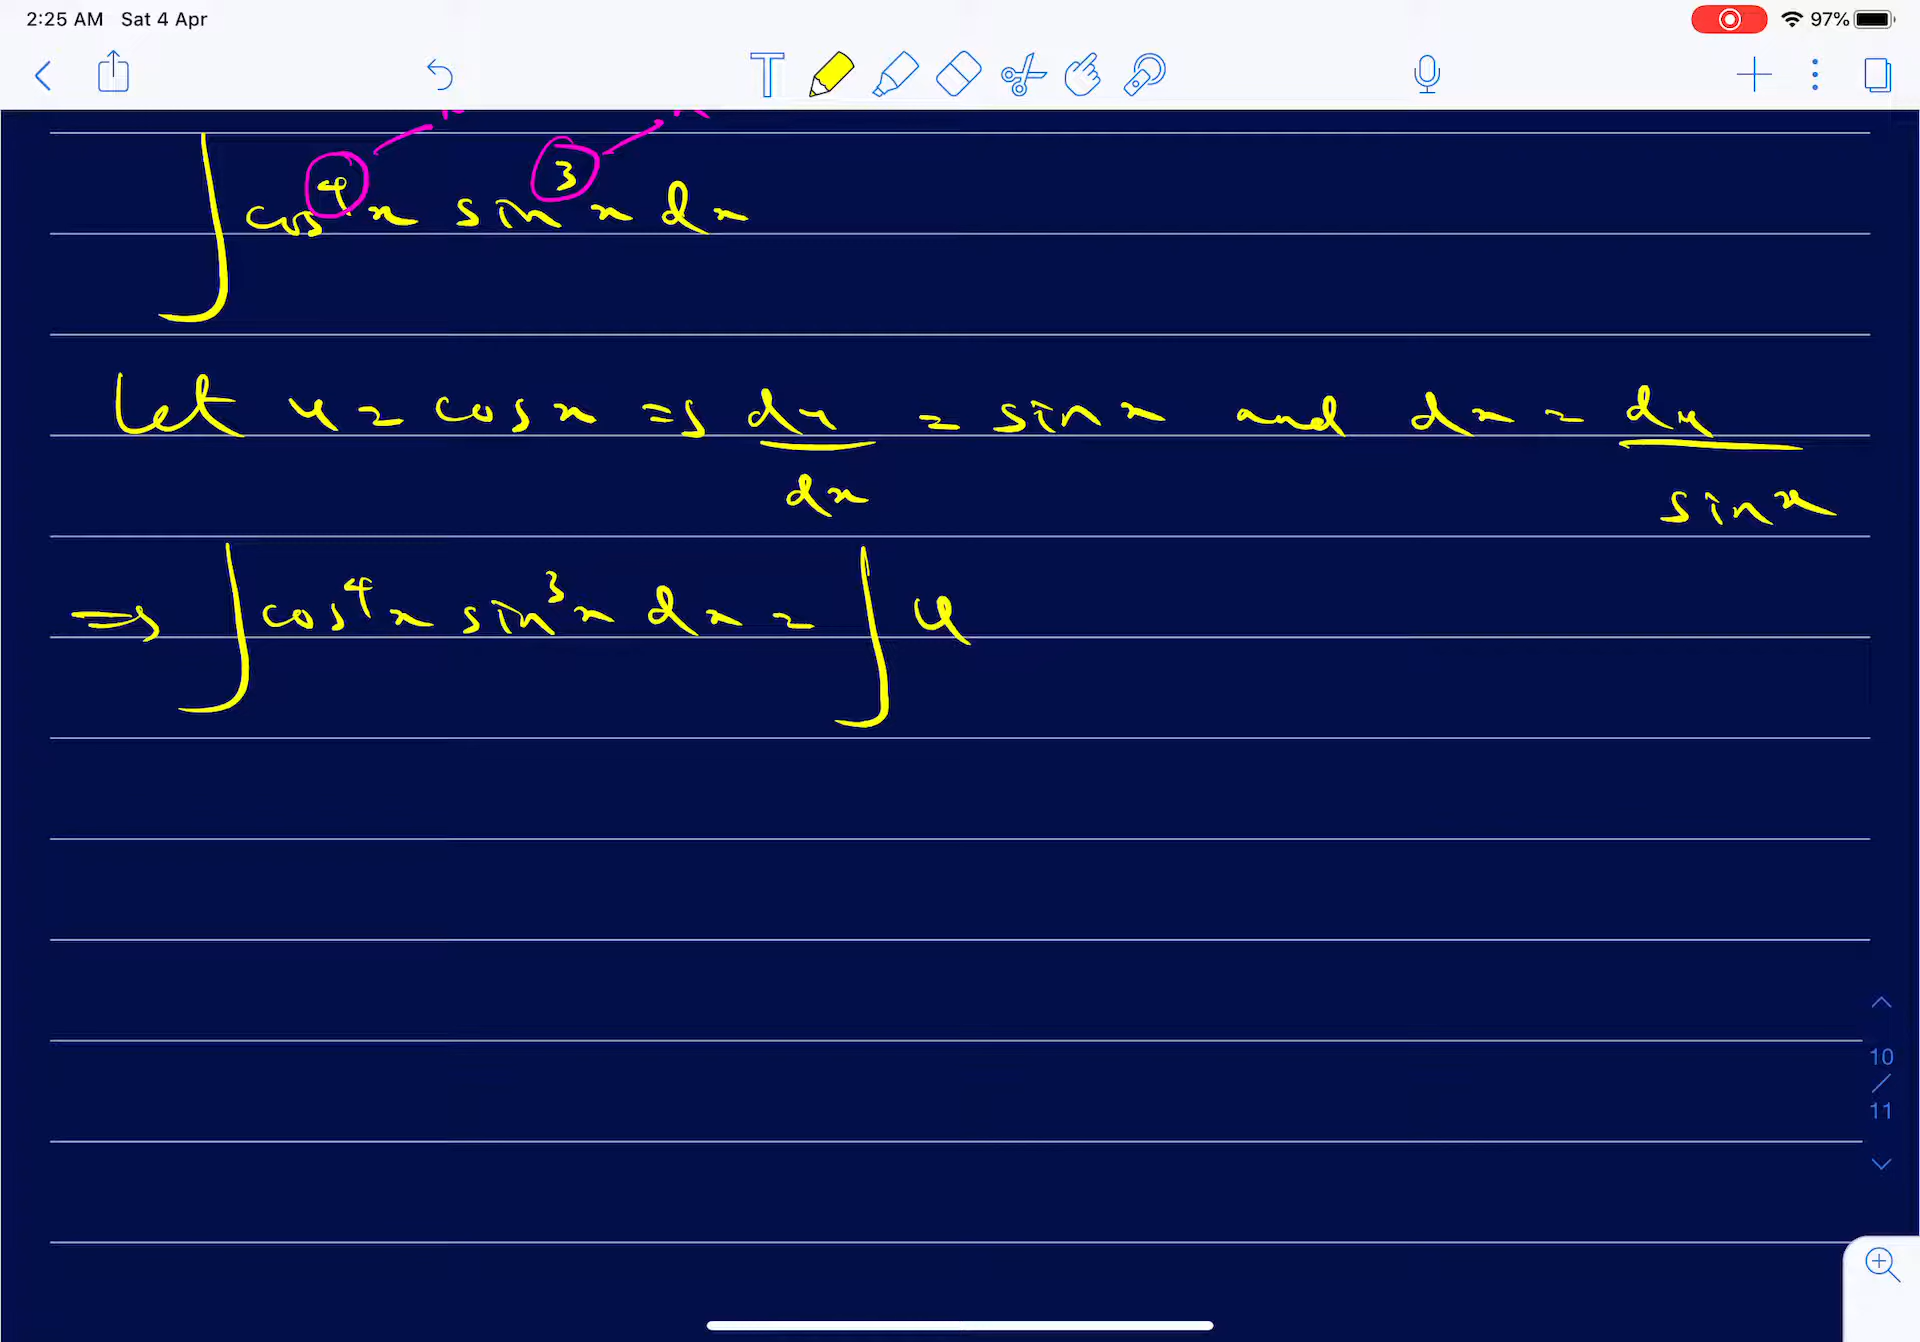 2:25 AM Sat 4 Apr 97%
∫ cos⁴x sin³x dx
Let u = cos x ⇒ du/dx = sin x and dx = du/sin x
⇒ ∫ cos⁴x sin³x dx = ∫ u
10
/
11